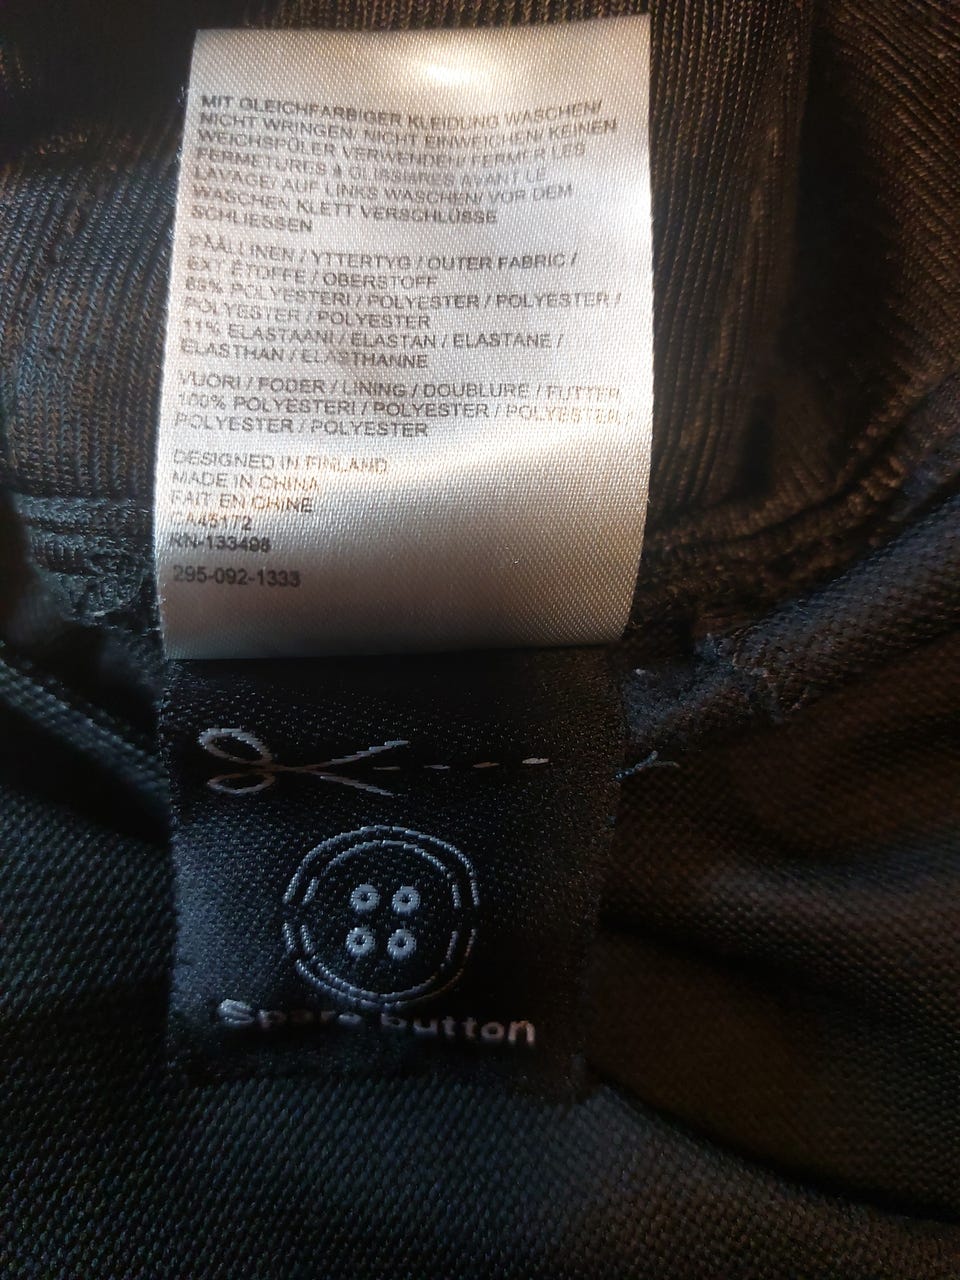 MIT GLEICHFARBIGER KLEIDUNG WASCHEN/
NICHT WRINGEN/ NICHT EINWEICHEN/ KEINEN
WEICHSPÜLER VERWENDEN/ FERMER LES
FERMETURES À GLISSIÈRES AVANT LE
LAVAGE/ AUF LINKS WASCHEN/ VOR DEM
WASCHEN KLETT VERSCHLÜSSE
SCHLIESSEN
PÄÄLLINEN / YTTERTYG / OUTER FABRIC /
EXT ÉTOFFE / OBERSTOFF
POLYESTERI / POLYESTER / POLYESTER /
POLYESTER / POLYESTER
11% ELASTAANI / ELASTAN / ELASTANE /
ELASTHAN / ELASTHANNE
VUORI / FODER / LINING / DOUBLURE / FUTTER
100% POLYESTERI / POLYESTER / POLYESTER /
POLYESTER / POLYESTER
DESIGNED IN FINLAND
MADE IN CHINA
FAIT EN CHINE
CA45172
RN-133498
295-092-1333
Spare button